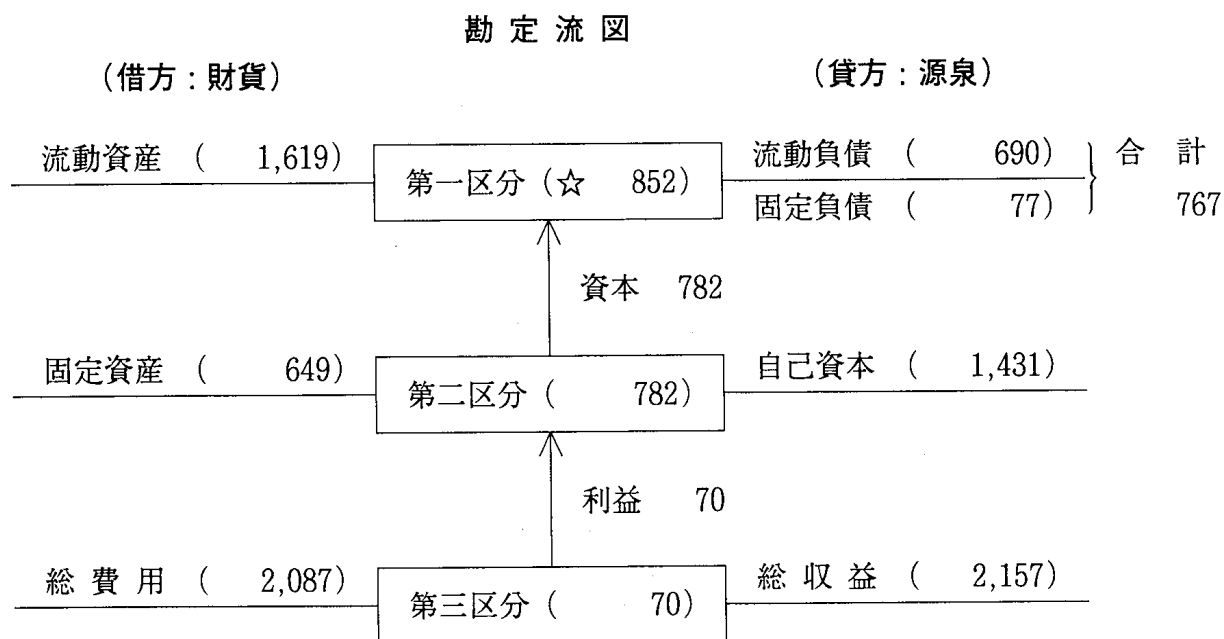 勘定流図
（借方：財貨） （貸方：源泉）
流動資産 （ 1,619） 第一区分（☆ 852） 流動負債 （ 690） 合計
固定負債 （ 77） 767
資本 782
固定資産 （ 649） 第二区分（ 782） 自己資本 （ 1,431）
利益 70
総費用 （ 2,087） 第三区分（ 70） 総収益 （ 2,157）